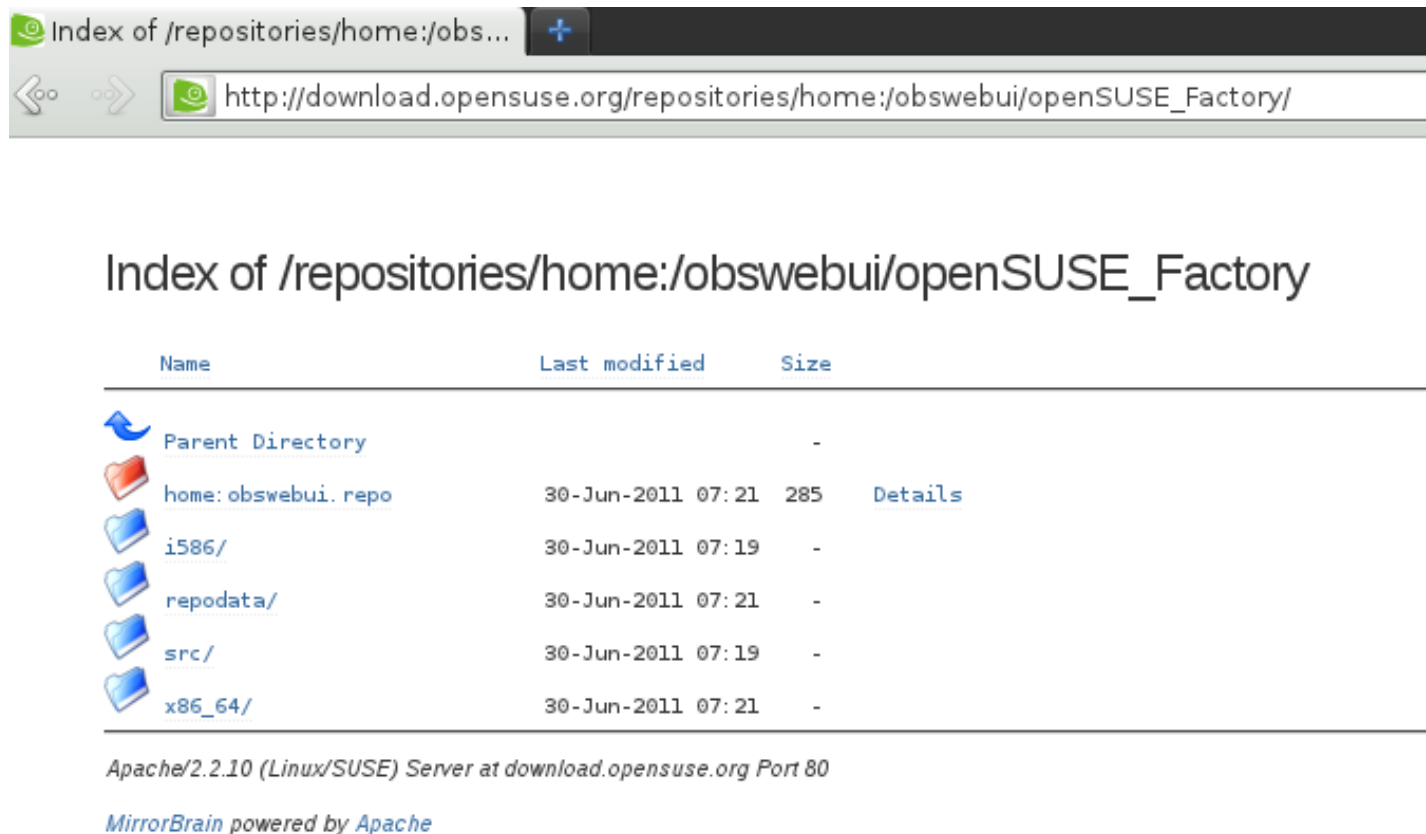 Index of /repositories/home:/obs...
http://download.opensuse.org/repositories/home:/obswebui/openSUSE_Factory/
Index of /repositories/home:/obswebui/openSUSE_Factory
Name Last modified Size
Parent Directory -
home:obswebui.repo 30-Jun-2011 07:21 285 Details
i586/ 30-Jun-2011 07:19 -
repodata/ 30-Jun-2011 07:21 -
src/ 30-Jun-2011 07:19 -
x86_64/ 30-Jun-2011 07:21 -
Apache/2.2.10 (Linux/SUSE) Server at download.opensuse.org Port 80
MirrorBrain powered by Apache